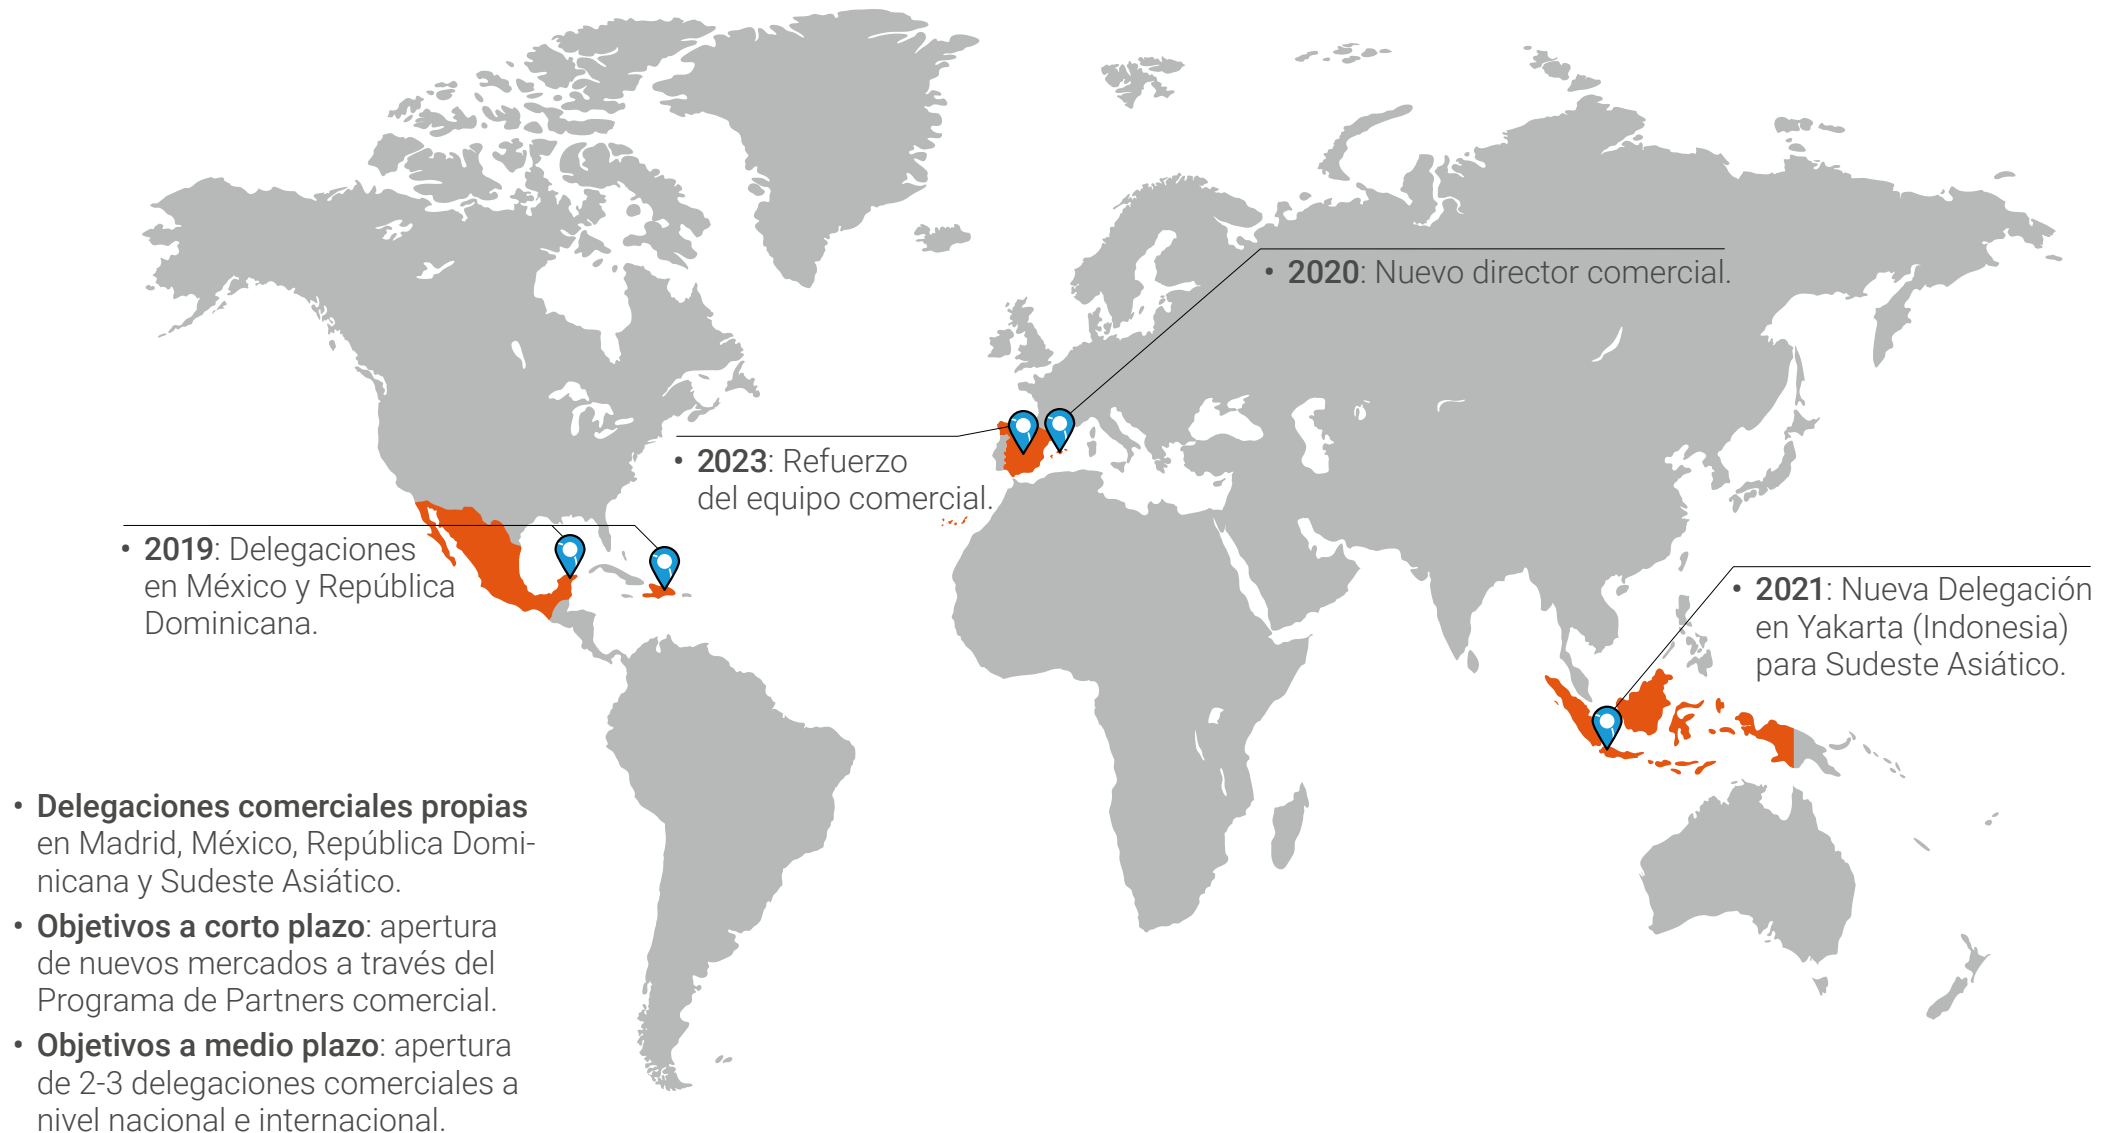 • 2020: Nuevo director comercial.
• 2023: Refuerzo
del equipo comercial.
• 2019: Delegaciones
en México y República
Dominicana.
• 2021: Nueva Delegación
en Yakarta (Indonesia)
para Sudeste Asiático.
• Delegaciones comerciales propias
en Madrid, México, República Domi-
nicana y Sudeste Asiático.
• Objetivos a corto plazo: apertura
de nuevos mercados a través del
Programa de Partners comercial.
• Objetivos a medio plazo: apertura
de 2-3 delegaciones comerciales a
nivel nacional e internacional.